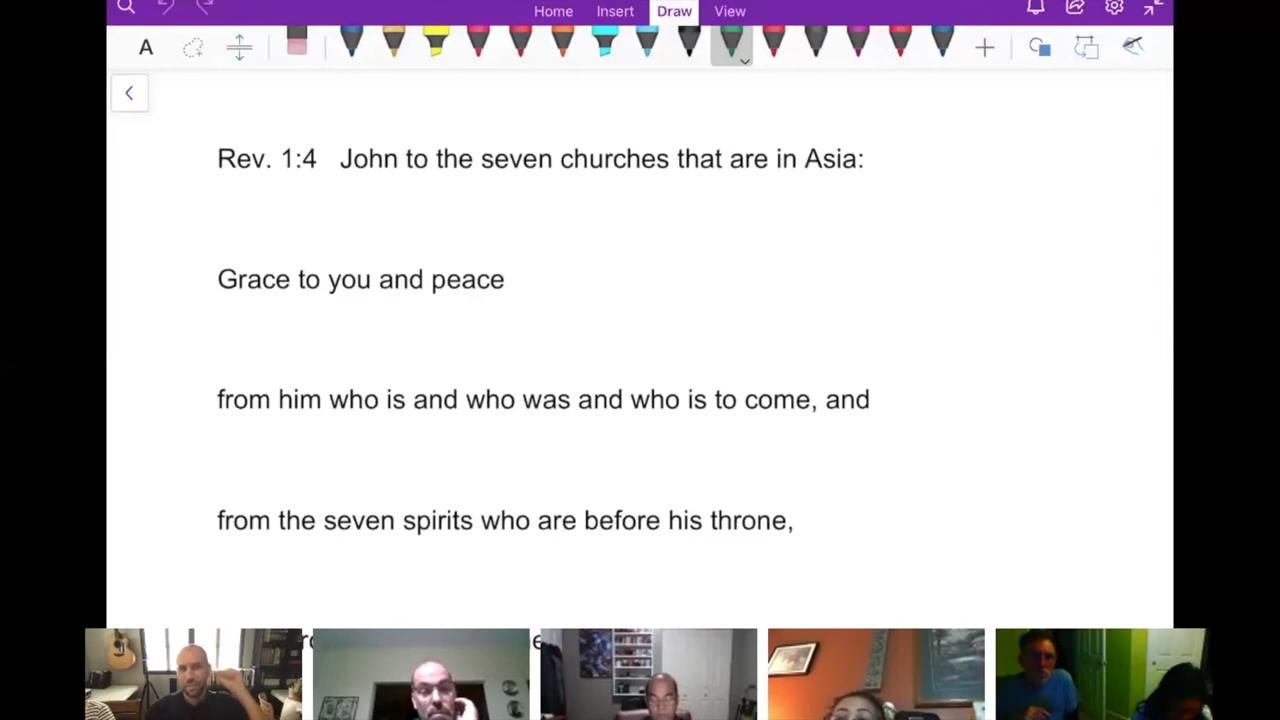 Home Insert Draw View
A
Rev. 1:4 John to the seven churches that are in Asia:
Grace to you and peace
from him who is and who was and who is to come, and
from the seven spirits who are before his throne,